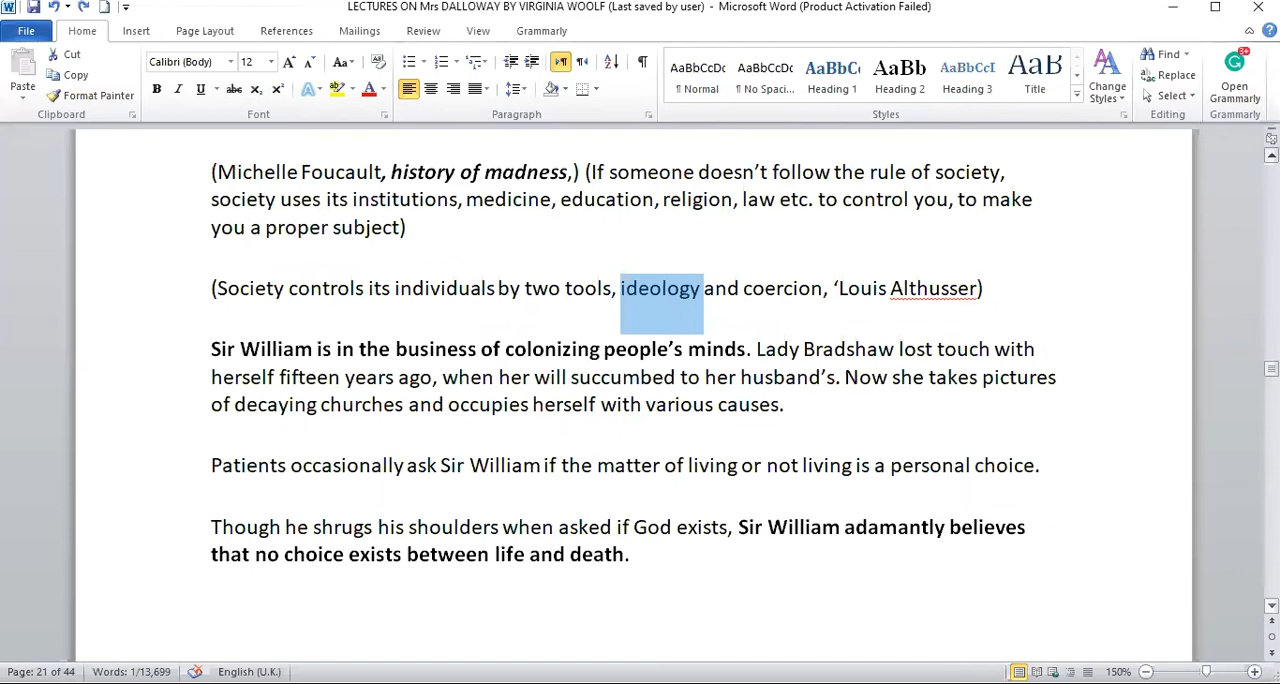 LECTURES ON Mrs DALLOWAY BY VIRGINIA WOOLF (Last saved by user) - Microsoft Word (Product Activation Failed)
File Home Insert Page Layout References Mailings Review View Grammarly
Paste Cut Copy Format Painter Clipboard
Calibri (Body) 12 Font
Paragraph
AaBbCcDc ¶ Normal AaBbCcDc ¶ No Spaci... AaBbC Heading 1 AaBb Heading 2 AaBbCcI Heading 3 AaB Title Change Styles Styles
Find Replace Select Editing
3+ Open Grammarly Grammarly
(Michelle Foucault, history of madness,) (If someone doesn’t follow the rule of society,
society uses its institutions, medicine, education, religion, law etc. to control you, to make
you a proper subject)
(Society controls its individuals by two tools, ideology and coercion, ‘Louis Althusser)
Sir William is in the business of colonizing people’s minds. Lady Bradshaw lost touch with
herself fifteen years ago, when her will succumbed to her husband’s. Now she takes pictures
of decaying churches and occupies herself with various causes.
Patients occasionally ask Sir William if the matter of living or not living is a personal choice.
Though he shrugs his shoulders when asked if God exists, Sir William adamantly believes
that no choice exists between life and death.
Page: 21 of 44 Words: 1/13,699 English (U.K.) 150%